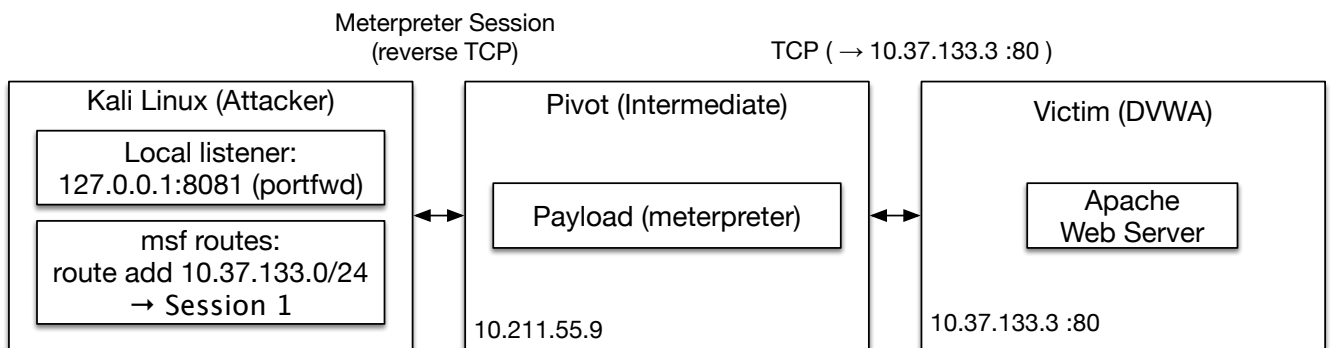 Meterpreter Session
(reverse TCP)
TCP ( → 10.37.133.3 :80 )
Kali Linux (Attacker)
Local listener:
127.0.0.1:8081 (portfwd)
msf routes:
route add 10.37.133.0/24
→ Session 1
Pivot (Intermediate)
Payload (meterpreter)
10.211.55.9
Victim (DVWA)
Apache
Web Server
10.37.133.3 :80